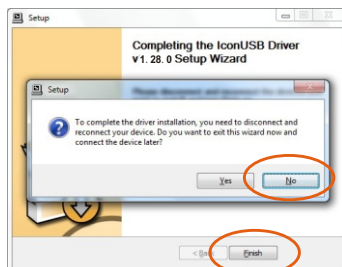 Setup
Completing the IconUSB Driver
v1. 28. 0 Setup Wizard
Setup
To complete the driver installation, you need to disconnect and
reconnect your device. Do you want to exit this wizard now and
connect the device later?
Yes
No
< Back
Finish